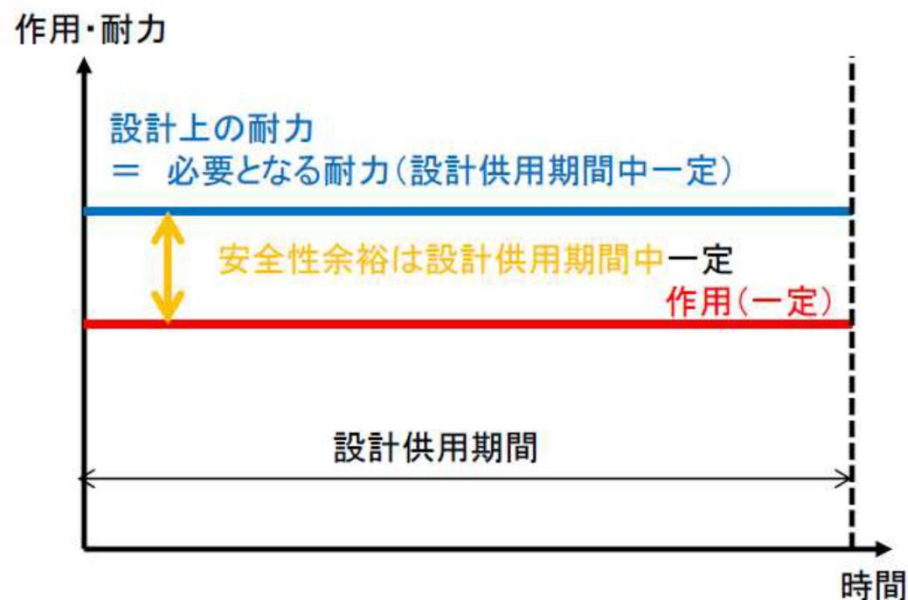 作用・耐力
設計上の耐力
＝ 必要となる耐力(設計供用期間中一定)
安全性余裕は設計供用期間中一定
作用(一定)
設計供用期間
時間